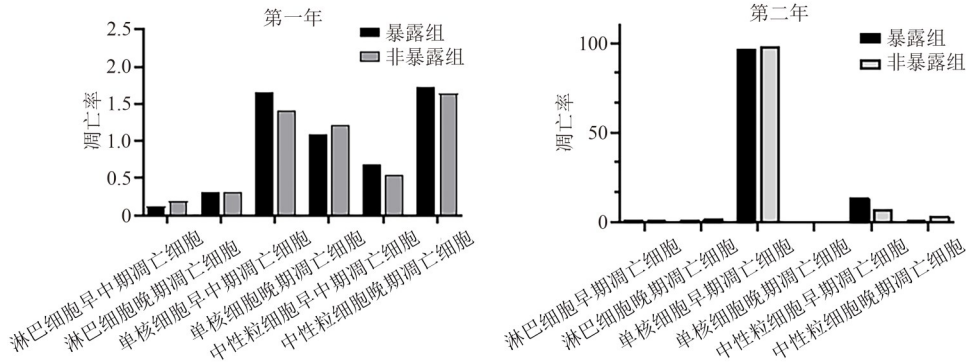 第一年
2.5
2.0
1.5
1.0
0.5
0
凋亡率
暴露组
非暴露组
淋巴细胞早中期凋亡细胞
淋巴细胞晚期凋亡细胞
单核细胞早中期凋亡细胞
单核细胞晚期凋亡细胞
中性粒细胞早中期凋亡细胞
中性粒细胞晚期凋亡细胞
第二年
100
50
0
凋亡率
暴露组
非暴露组
淋巴细胞早期凋亡细胞
淋巴细胞晚期凋亡细胞
单核细胞早期凋亡细胞
单核细胞晚期凋亡细胞
中性粒细胞早期凋亡细胞
中性粒细胞晚期凋亡细胞